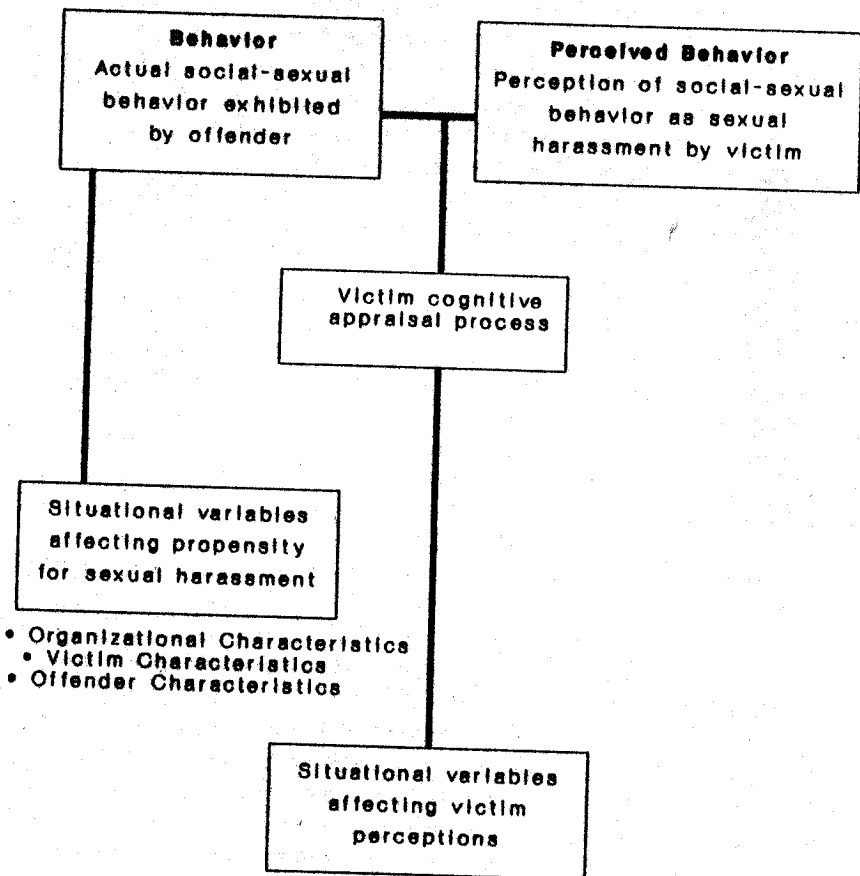 Behavior
Actual social-sexual
behavior exhibited
by offender
Perceived Behavior
Perception of social-sexual
behavior as sexual
harassment by victim
Victim cognitive
appraisal process
Situational variables
affecting propensity
for sexual harassment
• Organizational Characteristics
• Victim Characteristics
• Offender Characteristics
Situational variables
affecting victim
perceptions